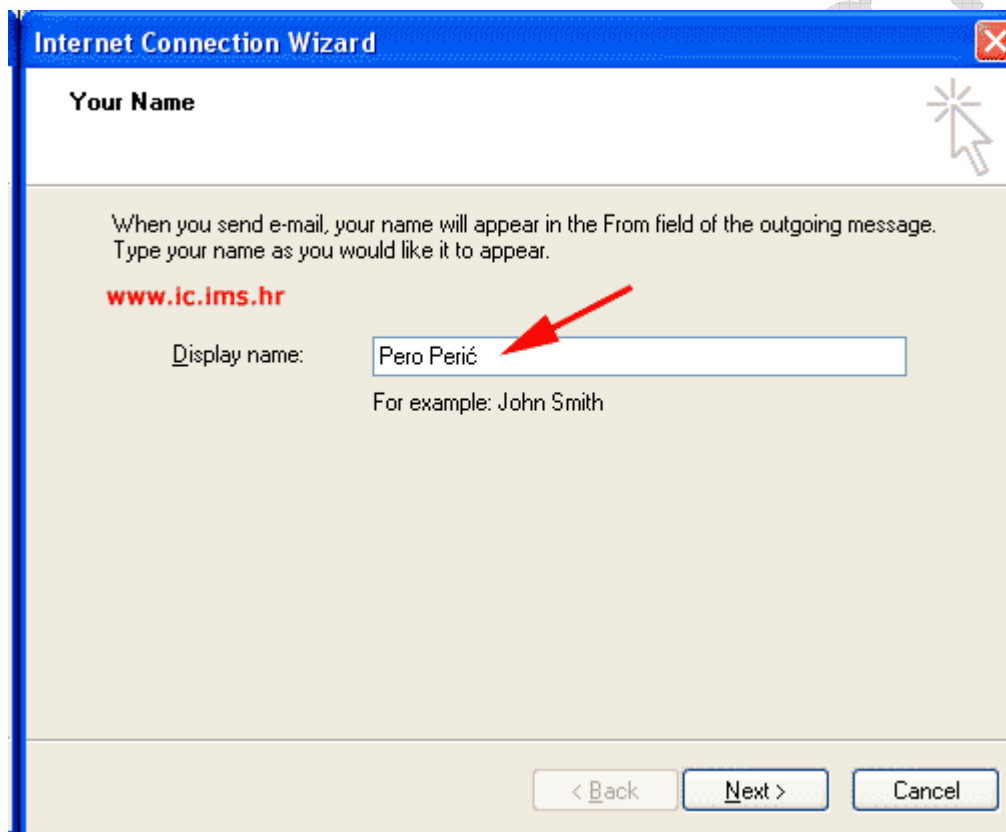 Internet Connection Wizard
Your Name
When you send e-mail, your name will appear in the From field of the outgoing message.
Type your name as you would like it to appear.
www.ic.ims.hr
Display name: Pero Perić
For example: John Smith
< Back Next > Cancel